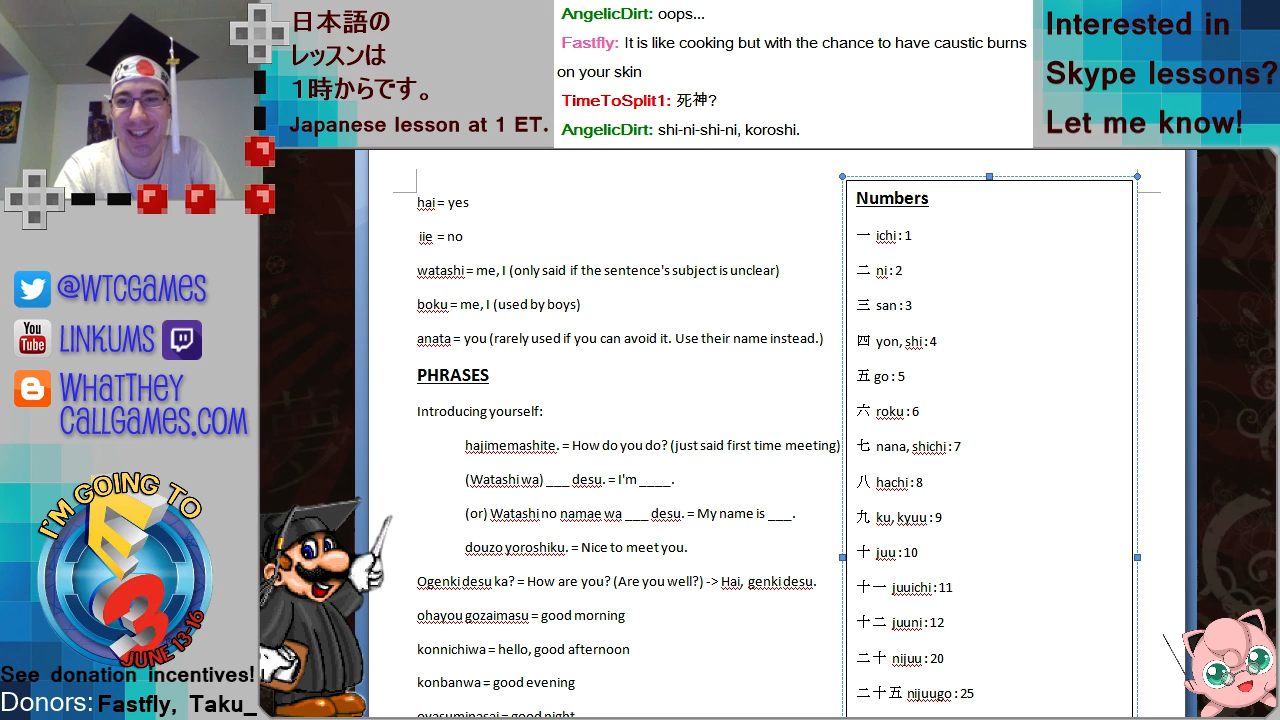 日本語の
レッスンは
1時からです。
Japanese lesson at 1 ET.
AngelicDirt: oops...
Fastfly: It is like cooking but with the chance to have caustic burns
on your skin
TimeToSplit1: 死神?
AngelicDirt: shi-ni-shi-ni, koroshi.
Interested in
Skype lessons?
Let me know!
@WTCGAMES
You
Tube
LINKUMS
WHATTHEY
CALLGAMES.COM
I'M GOING TO
E3
JUNE 13-16
See donation incentives!
Donors: Fastfly, Taku_
hai = yes
iie = no
watashi = me, I (only said if the sentence's subject is unclear)
boku = me, I (used by boys)
anata = you (rarely used if you can avoid it. Use their name instead.)
PHRASES
Introducing yourself:
hajimemashite. = How do you do? (just said first time meeting)
(Watashi wa) ___ desu. = I'm ____.
(or) Watashi no namae wa ___ desu. = My name is ___.
douzo yoroshiku. = Nice to meet you.
Ogenki desu ka? = How are you? (Are you well?) -> Hai, genki desu.
ohayou gozaimasu = good morning
konnichiwa = hello, good afternoon
konbanwa = good evening
oyasuminasai = good night
Numbers
一 ichi:1
二 ni:2
三 san:3
四 yon, shi:4
五 go:5
六 roku:6
七 nana, shichi:7
八 hachi:8
九 ku, kyuu:9
十 juu:10
十一 juuichi:11
十二 juuni:12
二十 nijuu:20
二十五 nijuugo:25